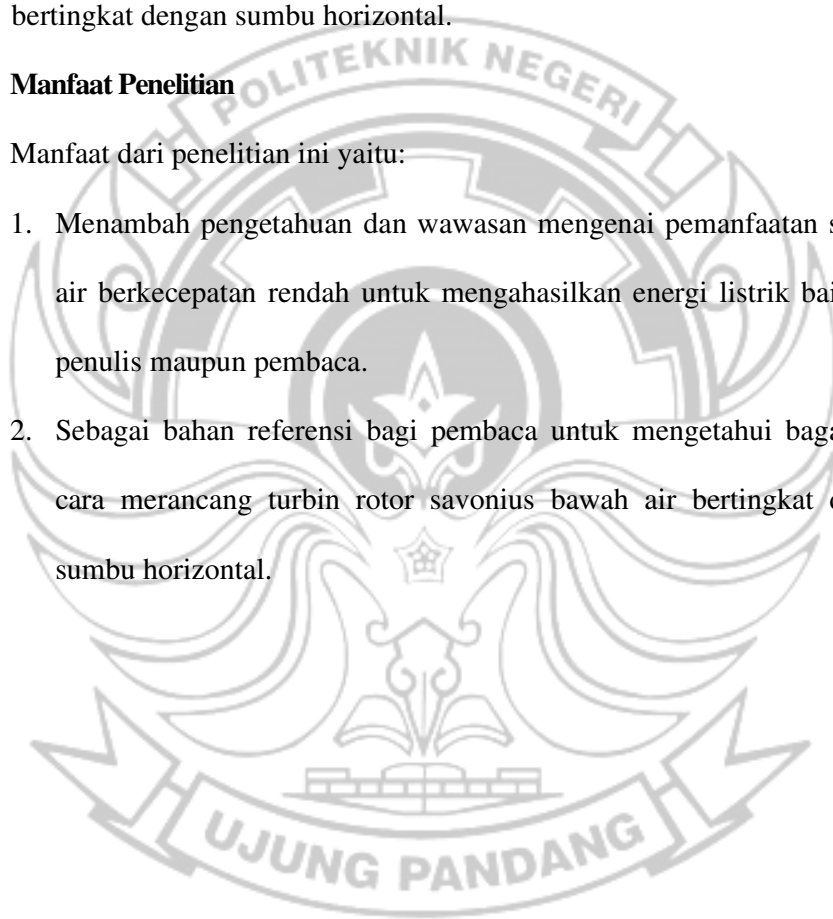 bertingkat dengan sumbu horizontal.
POLITEKNIK NEGERI
Manfaat Penelitian
Manfaat dari penelitian ini yaitu:
1. Menambah pengetahuan dan wawasan mengenai pemanfaatan
air berkecepatan rendah untuk mengahasilkan energi listrik
penulis maupun pembaca.
2. Sebagai bahan referensi bagi pembaca untuk mengetahui
cara merancang turbin rotor savonius bawah air bertingkat
sumbu horizontal.
UJUNG PANDANG